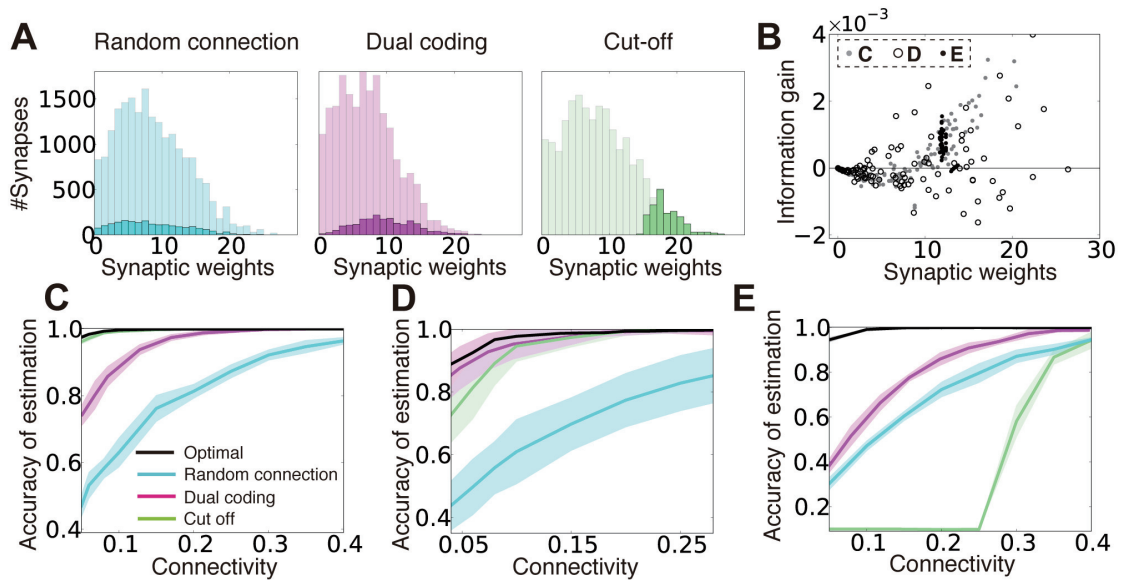 A
Random connection
Dual coding
Cut-off
#Synapses
1500
1000
500
0
0 10 20
Synaptic weights
0 10 20
Synaptic weights
0 10 20
Synaptic weights
B
×10⁻³
C D E
Information gain
4
2
0
−2
0 5 10 15 20 25 30
Synaptic weights
C
Accuracy of estimation
1.0
0.8
0.6
0.4
Optimal
Random connection
Dual coding
Cut off
0.1 0.2 0.3 0.4
Connectivity
D
Accuracy of estimation
1.0
0.8
0.6
0.4
0.05 0.15 0.25
Connectivity
E
Accuracy of estimation
1.0
0.8
0.6
0.4
0.2
0.1 0.2 0.3 0.4
Connectivity